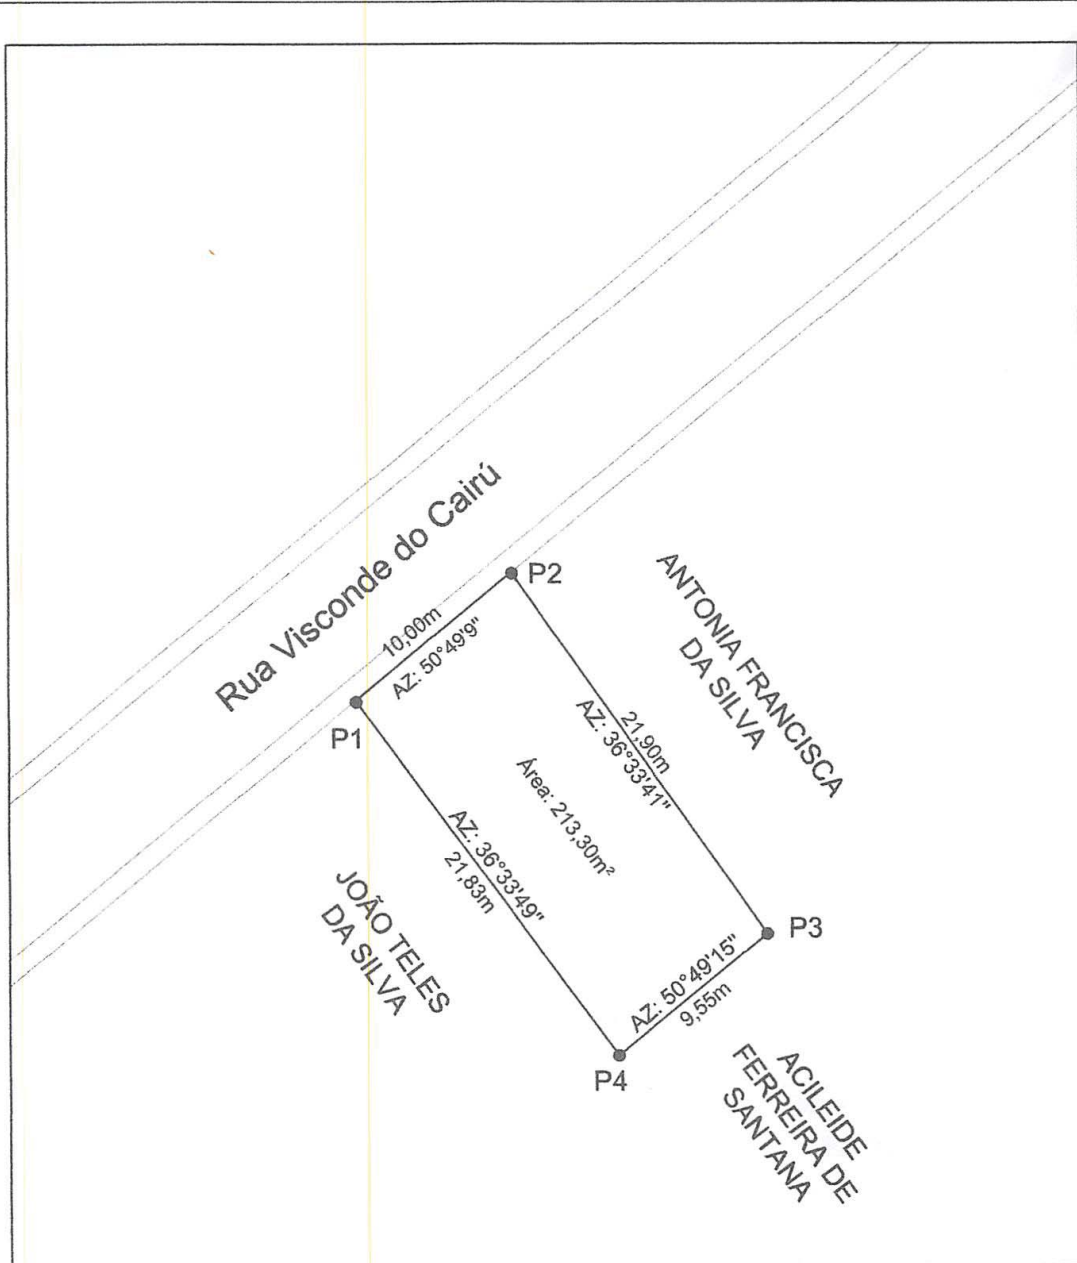 Rua Visconde do Cairú
P2
10,00m
AZ: 50°49'9"
P1
ANTONIA FRANCISCA
DA SILVA
21,90m
AZ: 36°33'41"
Área: 213,30m²
AZ: 36°33'49"
21,83m
JOÃO TELES
DA SILVA
P3
AZ: 50°49'15"
9,55m
P4
ACILEIDE
FERREIRA DE
SANTANA